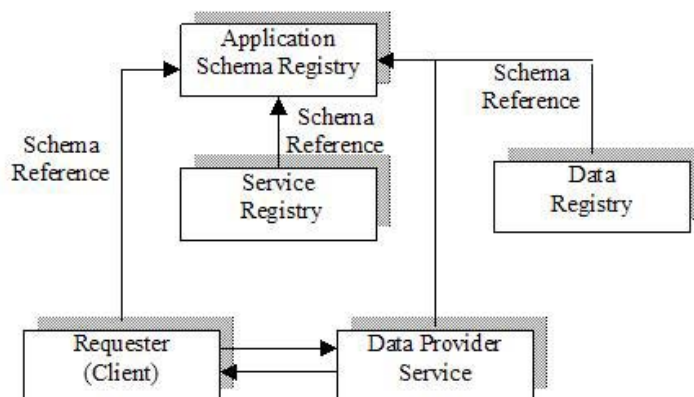 Application
Schema Registry
Schema
Reference
Schema
Reference
Schema
Reference
Service
Registry
Data
Registry
Requester
(Client)
Data Provider
Service